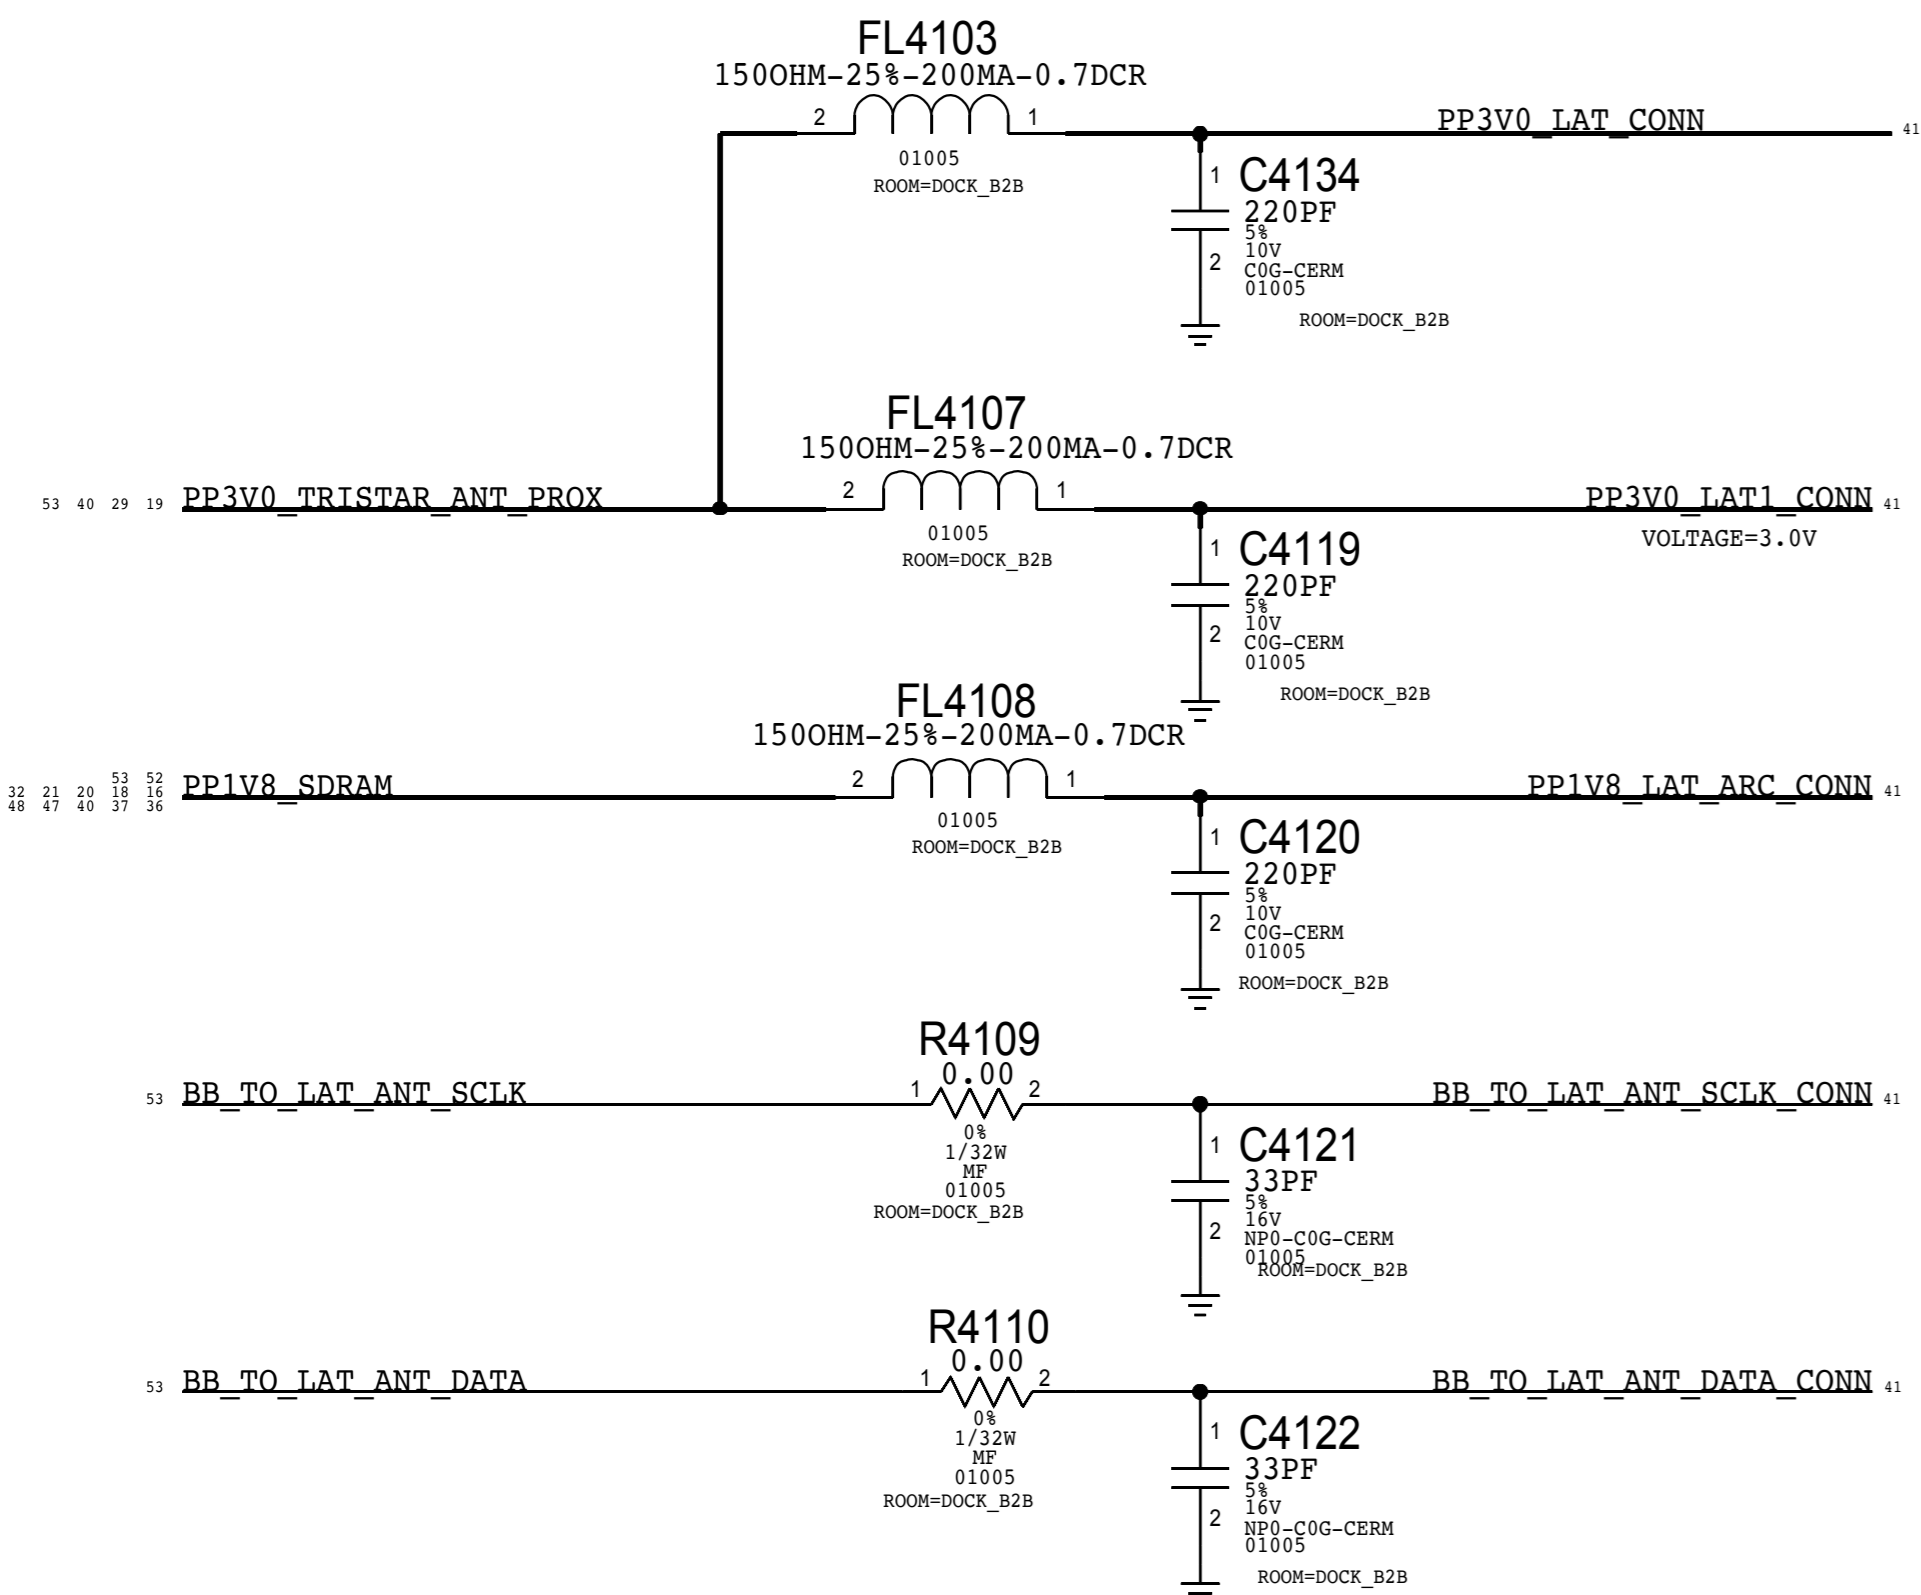 FL4103
150OHM-25%-200MA-0.7DCR
2 1
PP3V0_LAT_CONN 41
01005
ROOM=DOCK_B2B
1 C4134
220PF
5%
10V
2
C0G-CERM
01005
ROOM=DOCK_B2B
FL4107
150OHM-25%-200MA-0.7DCR
53 40 29 19 PP3V0_TRISTAR_ANT_PROX
2 1
PP3V0_LAT1_CONN 41
VOLTAGE=3.0V
01005
ROOM=DOCK_B2B
1 C4119
220PF
5%
10V
2
C0G-CERM
01005
ROOM=DOCK_B2B
FL4108
150OHM-25%-200MA-0.7DCR
53 52
32 21 20 18 16
48 47 40 37 36
PP1V8_SDRAM
2 1
PP1V8_LAT_ARC_CONN 41
01005
ROOM=DOCK_B2B
1 C4120
220PF
5%
10V
2
C0G-CERM
01005
ROOM=DOCK_B2B
R4109
0.00
53 BB_TO_LAT_ANT_SCLK
1 2
BB_TO_LAT_ANT_SCLK_CONN 41
0%
1/32W
MF
01005
ROOM=DOCK_B2B
1 C4121
33PF
5%
16V
2
NP0-C0G-CERM
01005
ROOM=DOCK_B2B
R4110
0.00
53 BB_TO_LAT_ANT_DATA
1 2
BB_TO_LAT_ANT_DATA_CONN 41
0%
1/32W
MF
01005
ROOM=DOCK_B2B
1 C4122
33PF
5%
16V
2
NP0-C0G-CERM
01005
ROOM=DOCK_B2B